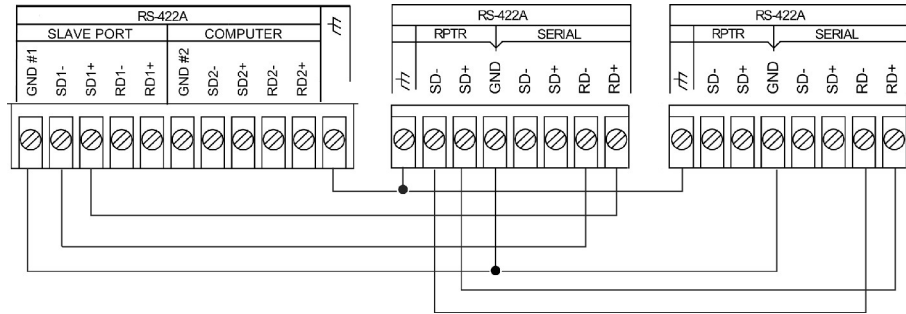 RS-422A
SLAVE PORT COMPUTER
GND #1 SD1- SD1+ RD1- RD1+ GND #2 SD2- SD2+ RD2- RD2+
RS-422A
RPTR SERIAL
SD- SD+ GND SD- SD+ RD- RD+
RS-422A
RPTR SERIAL
SD- SD+ GND SD- SD+ RD- RD+